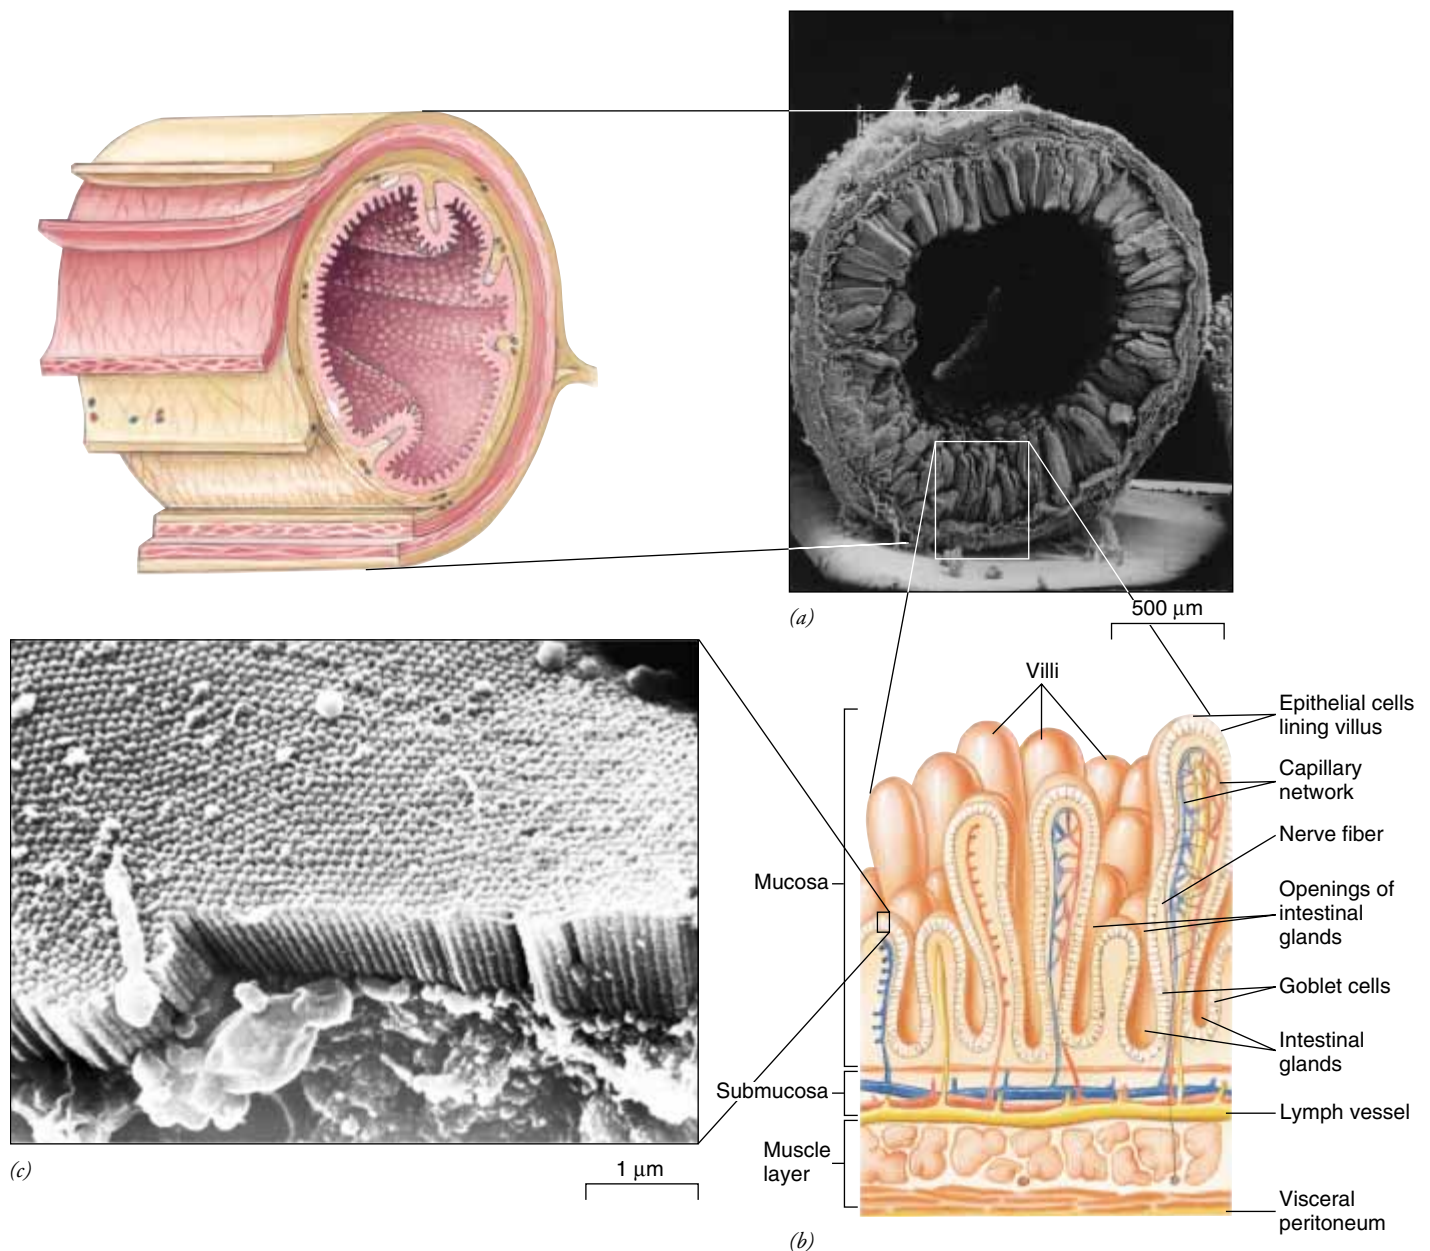 (a)
500 µm
Villi
Epithelial cells
lining villus
Capillary
network
Nerve fiber
Mucosa
Openings of
intestinal
glands
Goblet cells
Intestinal
glands
Submucosa
Lymph vessel
Muscle
layer
(c)
1 µm
Visceral
peritoneum
(b)